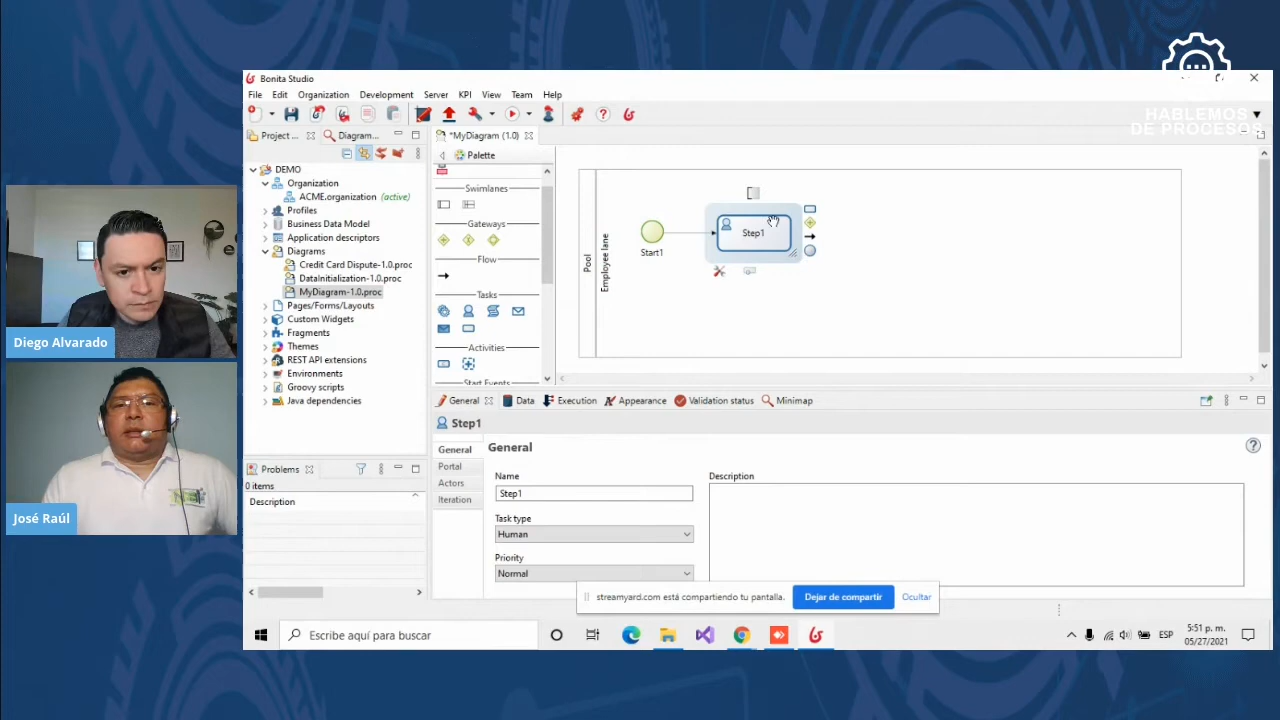 HABLEMOS
DE PROCESOS
Bonita Studio
File Edit Organization Development Server KPI View Team Help
Project ...
Diagram...
DEMO
Organization
ACME.organization (active)
Profiles
Business Data Model
Application descriptors
Diagrams
Credit Card Dispute-1.0.proc
DataInitialization-1.0.proc
MyDiagram-1.0.proc
Pages/Forms/Layouts
Custom Widgets
Fragments
Themes
REST API extensions
Environments
Groovy scripts
Java dependencies
Problems
0 items
Description
*MyDiagram (1.0)
Palette
Swimlanes
Gateways
Flow
Tasks
Activities
Start Events
Pool
Employee lane
Start1
Step1
General Data Execution Appearance Validation status Minimap
Step1
General
Portal
Actors
Iteration
General
Name
Step1
Task type
Human
Priority
Normal
Description
streamyard.com está compartiendo tu pantalla. Dejar de compartir Ocultar
Escribe aquí para buscar
ESP
5:51 p. m.
05/27/2021
Diego Alvarado
José Raúl